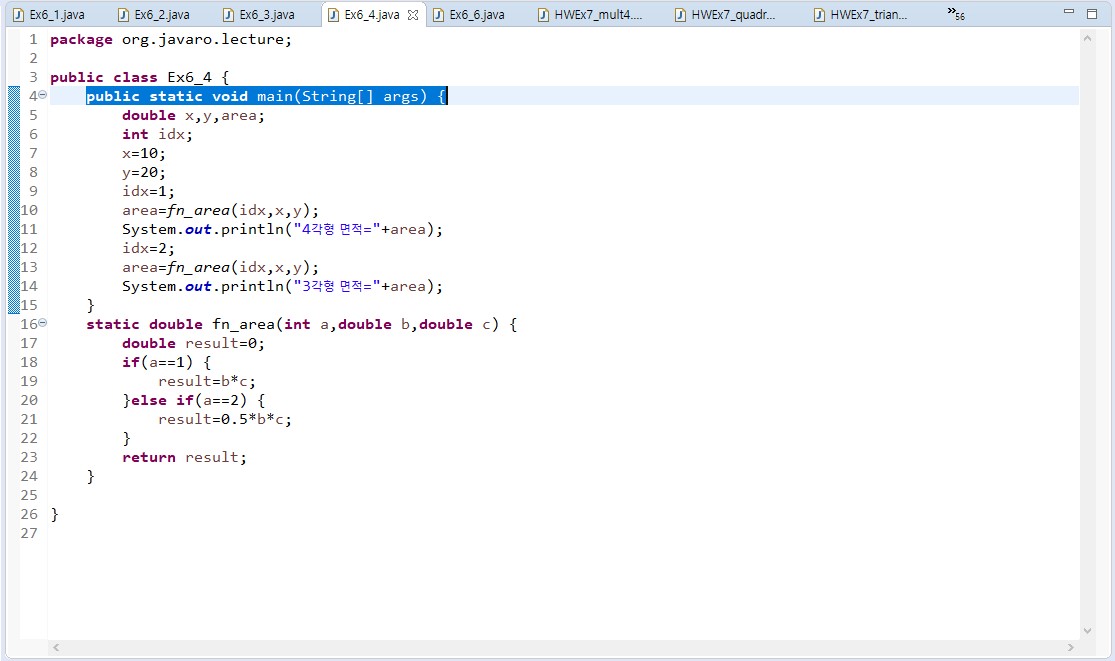 Ex6_1.java Ex6_2.java Ex6_3.java Ex6_4.java Ex6_6.java HWEx7_mult4.... HWEx7_quadr... HWEx7_trian... »56
1 package org.javaro.lecture;
2
3 public class Ex6_4 {
4 public static void main(String[] args) {
5 double x,y,area;
6 int idx;
7 x=10;
8 y=20;
9 idx=1;
10 area=fn_area(idx,x,y);
11 System.out.println("4각형 면적="+area);
12 idx=2;
13 area=fn_area(idx,x,y);
14 System.out.println("3각형 면적="+area);
15 }
16 static double fn_area(int a,double b,double c) {
17 double result=0;
18 if(a==1) {
19 result=b*c;
20 }else if(a==2) {
21 result=0.5*b*c;
22 }
23 return result;
24 }
25
26 }
27